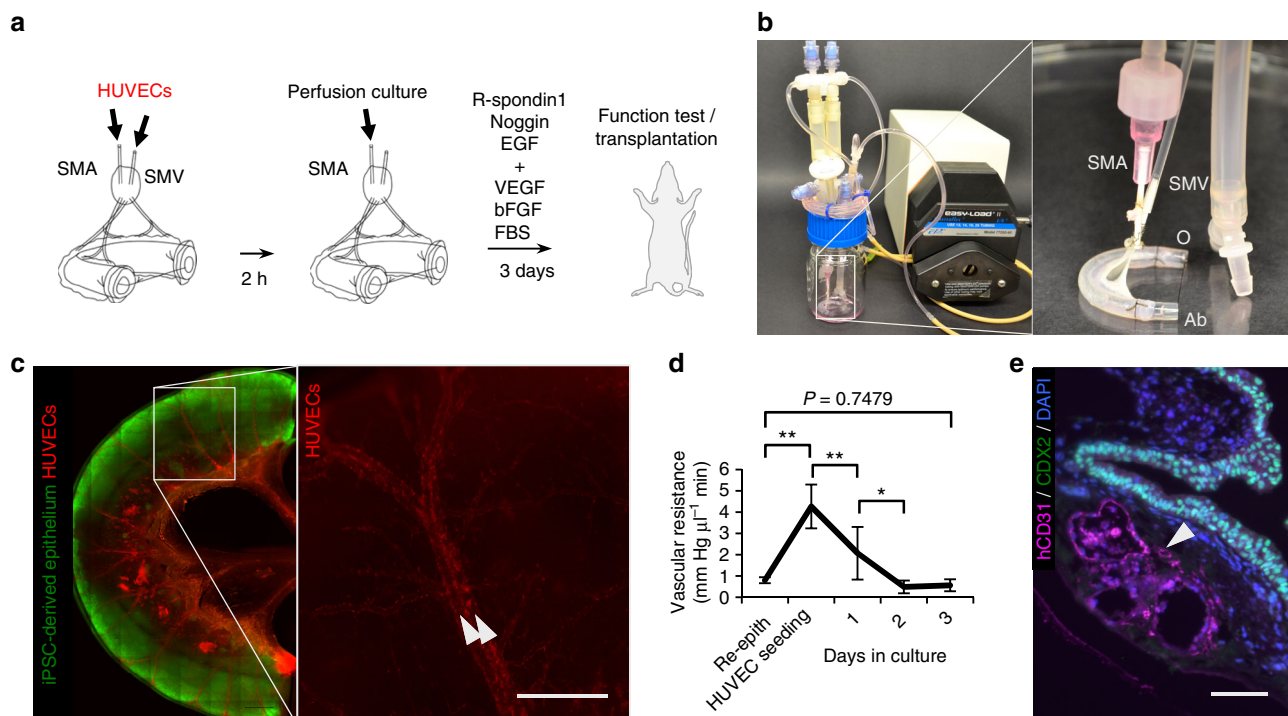 a
HUVECs
SMA
SMV
2 h
Perfusion culture
SMA
R-spondin1
Noggin
EGF
+
VEGF
bFGF
FBS
3 days
Function test /
transplantation
b
easy-load® II
SMA
SMV
O
Ab
c
iPSC-derived epithelium HUVECs
HUVECs
d
P = 0.7479
**
**
*
Vascular resistance
(mm Hg μl⁻¹ min)
6
5
4
3
2
1
0
Re-epith
HUVEC seeding
1
2
3
Days in culture
e
hCD31 / CDX2 / DAPI